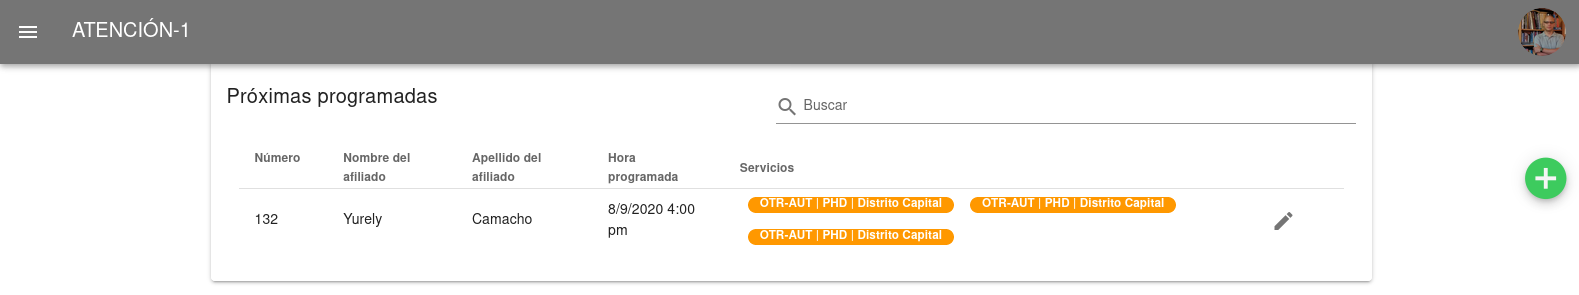 ATENCIÓN-1
Próximas programadas
Buscar
Número
Nombre del
afiliado
Apellido del
afiliado
Hora
programada
Servicios
132
Yurely
Camacho
8/9/2020 4:00
pm
OTR-AUT | PHD | Distrito Capital
OTR-AUT | PHD | Distrito Capital
OTR-AUT | PHD | Distrito Capital